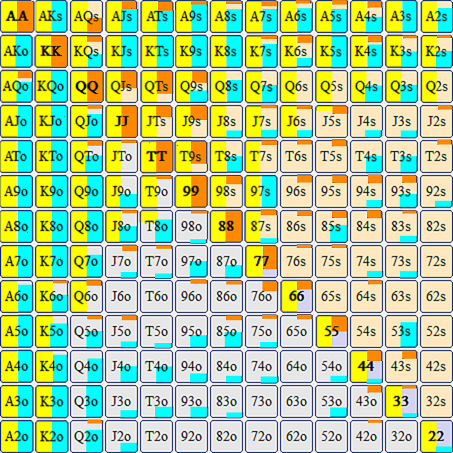 AA AKs AQs AJs ATs A9s A8s A7s A6s A5s A4s A3s A2s
AKo KK KQs KJs KTs K9s K8s K7s K6s K5s K4s K3s K2s
AQo KQo QQ QJs QTs Q9s Q8s Q7s Q6s Q5s Q4s Q3s Q2s
AJo KJo QJo JJ JTs J9s J8s J7s J6s J5s J4s J3s J2s
ATo KTo QTo JTo TT T9s T8s T7s T6s T5s T4s T3s T2s
A9o K9o Q9o J9o T9o 99 98s 97s 96s 95s 94s 93s 92s
A8o K8o Q8o J8o T8o 98o 88 87s 86s 85s 84s 83s 82s
A7o K7o Q7o J7o T7o 97o 87o 77 76s 75s 74s 73s 72s
A6o K6o Q6o J6o T6o 96o 86o 76o 66 65s 64s 63s 62s
A5o K5o Q5o J5o T5o 95o 85o 75o 65o 55 54s 53s 52s
A4o K4o Q4o J4o T4o 94o 84o 74o 64o 54o 44 43s 42s
A3o K3o Q3o J3o T3o 93o 83o 73o 63o 53o 43o 33 32s
A2o K2o Q2o J2o T2o 92o 82o 72o 62o 52o 42o 32o 22